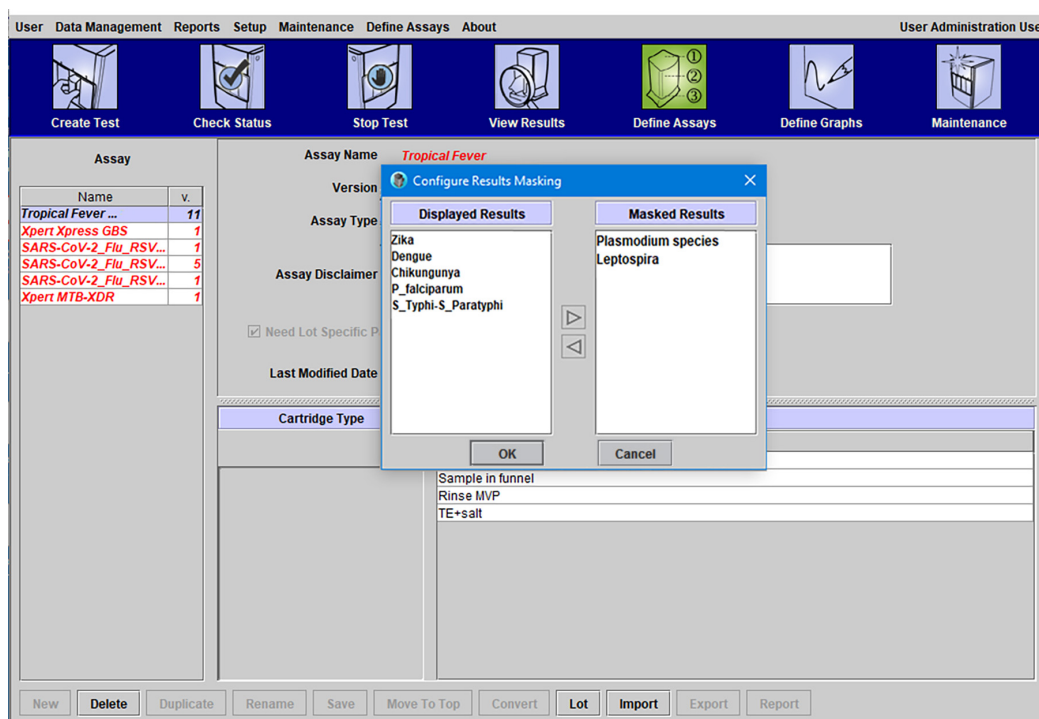 User Data Management Reports Setup Maintenance Define Assays About User Administration Use
1
2
3
Create Test Check Status Stop Test View Results Define Assays Define Graphs Maintenance
Assay
Name v.
Tropical Fever ... 11
Xpert Xpress GBS 1
SARS-CoV-2_Flu_RSV... 1
SARS-CoV-2_Flu_RSV... 5
SARS-CoV-2_Flu_RSV... 1
Xpert MTB-XDR 1
Assay Name Tropical Fever
Version
Assay Type
Assay Disclaimer
Need Lot Specific P
Last Modified Date
Configure Results Masking
Displayed Results Masked Results
Zika
Dengue
Chikungunya
P_falciparum
S_Typhi-S_Paratyphi
Plasmodium species
Leptospira
OK Cancel
Cartridge Type
Sample in funnel
Rinse MVP
TE+salt
New Delete Duplicate Rename Save Move To Top Convert Lot Import Export Report